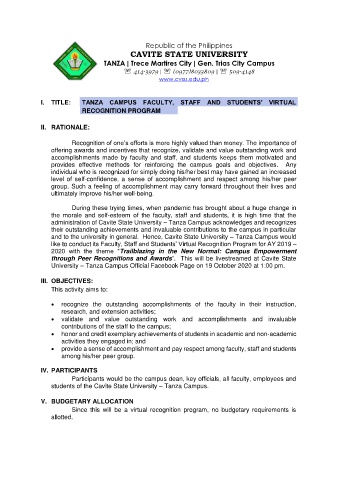 Republic of the Philippines
CAVITE STATE UNIVERSITY
TANZA | Trece Martires City | Gen. Trias City Campus
☏ 414-3979 | ☏ (0977)8033809 | ☏ 509-4148
www.cvsu.edu.ph
I. TITLE: TANZA CAMPUS FACULTY, STAFF AND STUDENTS' VIRTUAL
RECOGNITION PROGRAM
II. RATIONALE:
Recognition of one's efforts is more highly valued than money. The importance of
offering awards and incentives that recognize, validate and value outstanding work and
accomplishments made by faculty and staff, and students keeps them motivated and
provides effective methods for reinforcing the campus goals and objectives. Any
individual who is recognized for simply doing his/her best may have gained an increased
level of self-confidence, a sense of accomplishment and respect among his/her peer
group. Such a feeling of accomplishment may carry forward throughout their lives and
ultimately improve his/her well-being.
During these trying times, when pandemic has brought about a huge change in
the morale and self-esteem of the faculty, staff and students, it is high time that the
administration of Cavite State University – Tanza Campus acknowledges and recognizes
their outstanding achievements and invaluable contributions to the campus in particular
and to the university in general. Hence, Cavite State University – Tanza Campus would
like to conduct its Faculty, Staff and Students' Virtual Recognition Program for AY 2019 –
2020 with the theme "Trailblazing in the New Normal: Campus Empowerment
through Peer Recognitions and Awards". This will be livestreamed at Cavite State
University – Tanza Campus Official Facebook Page on 19 October 2020 at 1:00 pm.
III. OBJECTIVES:
This activity aims to:
• recognize the outstanding accomplishments of the faculty in their instruction,
research, and extension activities;
• validate and value outstanding work and accomplishments and invaluable
contributions of the staff to the campus;
• honor and credit exemplary achievements of students in academic and non-academic
activities they engaged in; and
• provide a sense of accomplishment and pay respect among faculty, staff and students
among his/her peer group.
IV. PARTICIPANTS
Participants would be the campus dean, key officials, all faculty, employees and
students of the Cavite State University – Tanza Campus.
V. BUDGETARY ALLOCATION
Since this will be a virtual recognition program, no budgetary requirements is
allotted.